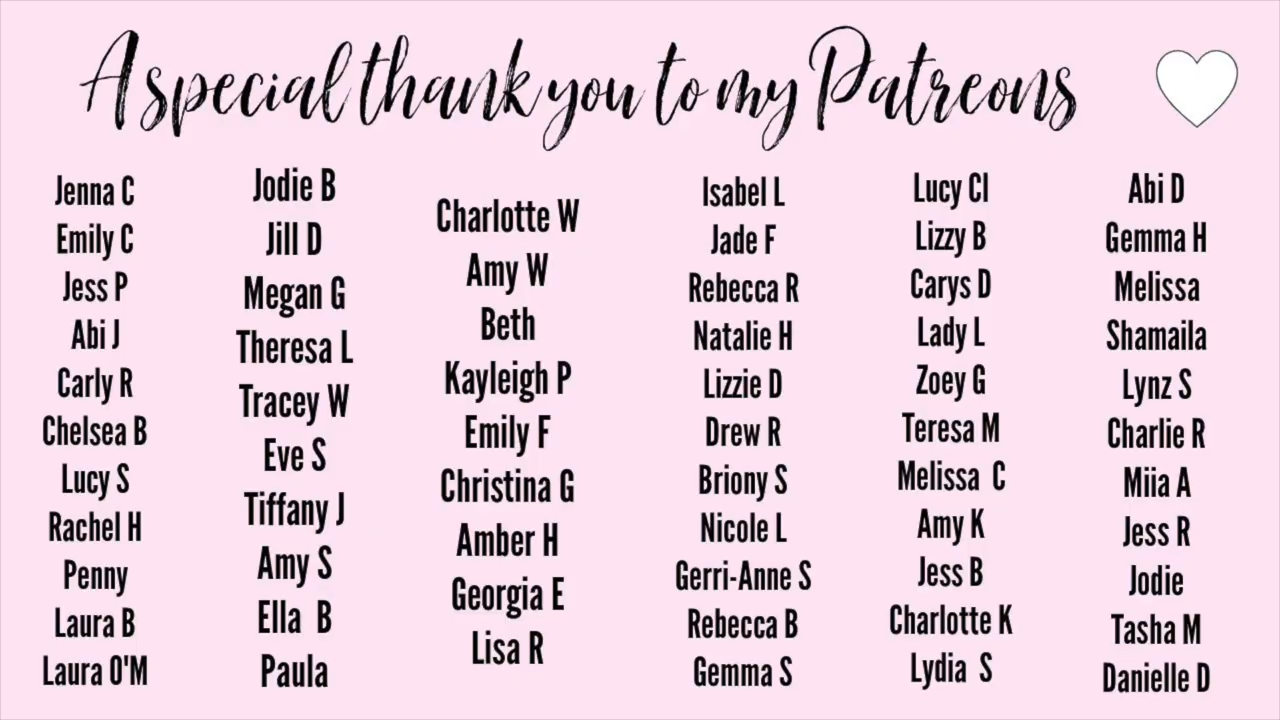 A special thank you to my Patreons
Jenna C
Emily C
Jess P
Abi J
Carly R
Chelsea B
Lucy S
Rachel H
Penny
Laura B
Laura O'M
Jodie B
Jill D
Megan G
Theresa L
Tracey W
Eve S
Tiffany J
Amy S
Ella B
Paula
Charlotte W
Amy W
Beth
Kayleigh P
Emily F
Christina G
Amber H
Georgia E
Lisa R
Isabel L
Jade F
Rebecca R
Natalie H
Lizzie D
Drew R
Briony S
Nicole L
Gerri-Anne S
Rebecca B
Gemma S
Lucy Cl
Lizzy B
Carys D
Lady L
Zoey G
Teresa M
Melissa C
Amy K
Jess B
Charlotte K
Lydia S
Abi D
Gemma H
Melissa
Shamaila
Lynz S
Charlie R
Miia A
Jess R
Jodie
Tasha M
Danielle D